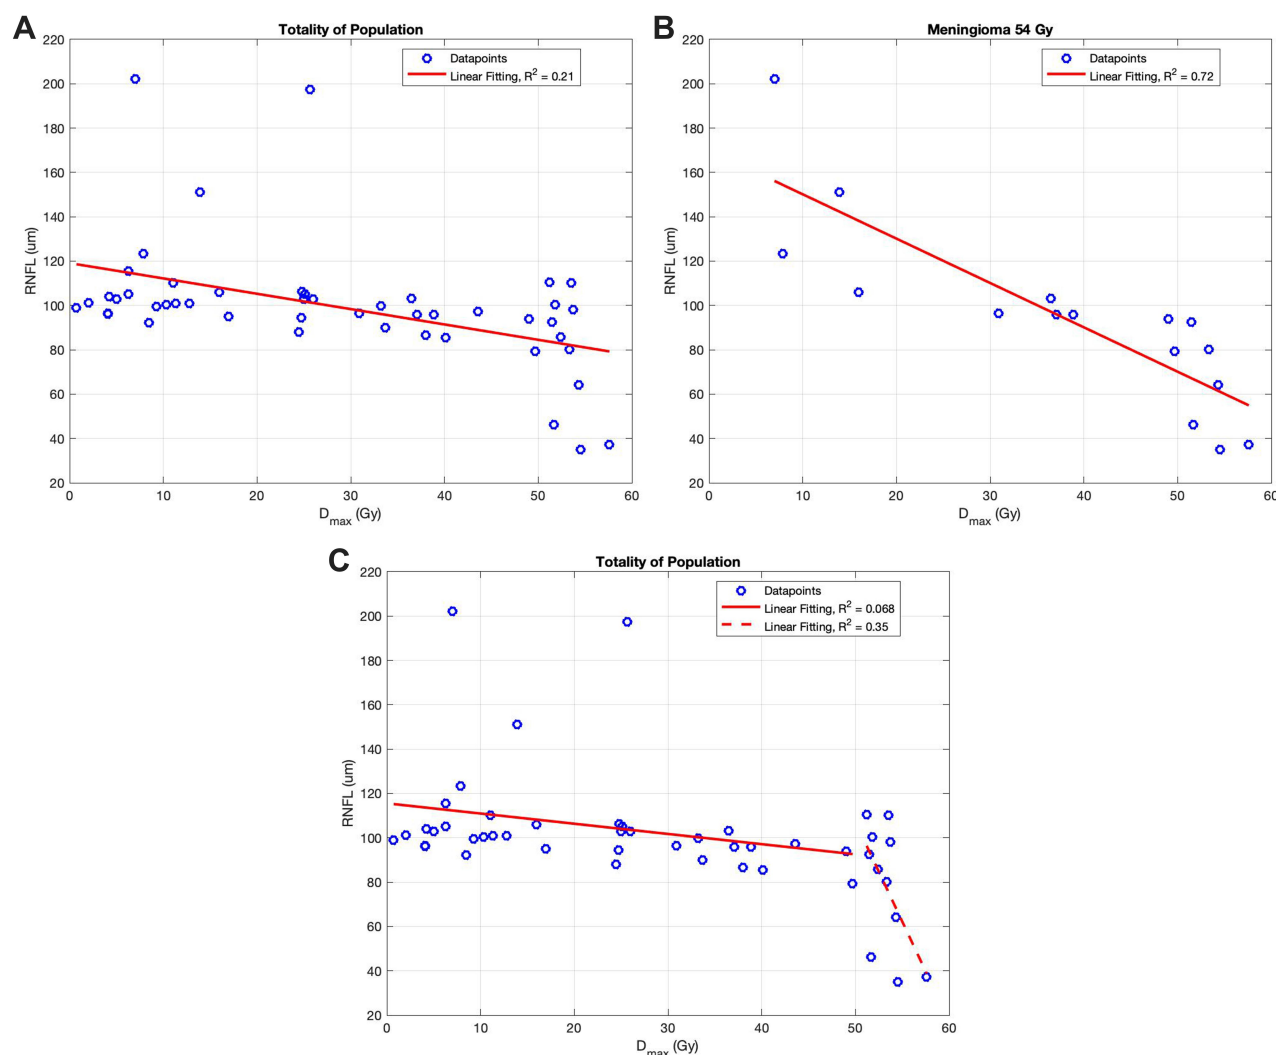 A
Totality of Population
220
200
180
160
140
120
100
80
60
40
20
RNFL (um)
Datapoints
Linear Fitting, R² = 0.21
0 10 20 30 40 50 60
D_max (Gy)
B
Meningioma 54 Gy
220
200
180
160
140
120
100
80
60
40
20
RNFL (um)
Datapoints
Linear Fitting, R² = 0.72
0 10 20 30 40 50 60
D_max (Gy)
C
Totality of Population
220
200
180
160
140
120
100
80
60
40
20
RNFL (um)
Datapoints
Linear Fitting, R² = 0.068
Linear Fitting, R² = 0.35
0 10 20 30 40 50 60
D_max (Gy)